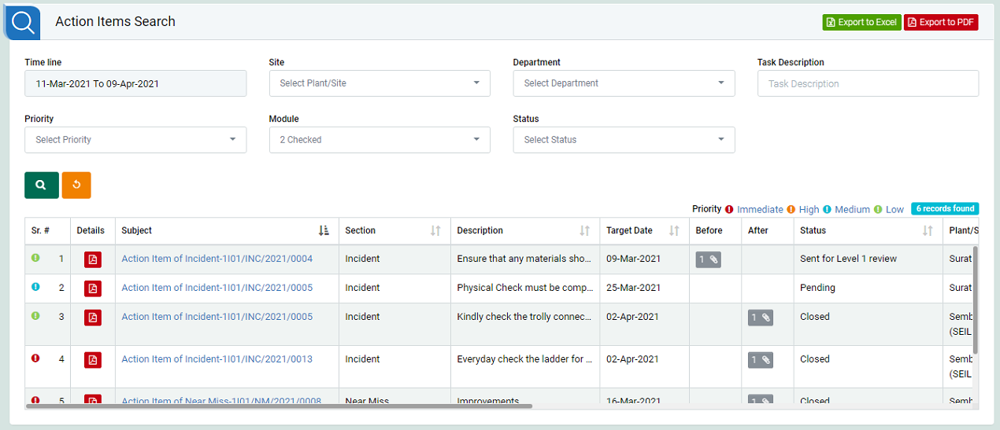 Action Items Search
Export to Excel Export to PDF
Time line Site Department Task Description
11-Mar-2021 To 09-Apr-2021 Select Plant/Site Select Department Task Description
Priority Module Status
Select Priority 2 Checked Select Status
Priority Immediate High Medium Low 6 records found
Sr. # Details Subject Section Description Target Date Before After Status Plant/S
1 Action Item of Incident-1I01/INC/2021/0004 Incident Ensure that any materials sho... 09-Mar-2021 1 Sent for Level 1 review Surat
2 Action Item of Incident-1I01/INC/2021/0005 Incident Physical Check must be comp... 25-Mar-2021 Pending Surat
3 Action Item of Incident-1I01/INC/2021/0005 Incident Kindly check the trolly connec... 02-Apr-2021 1 Closed Semb
(SEIL
4 Action Item of Incident-1I01/INC/2021/0013 Incident Everyday check the ladder for ... 02-Apr-2021 1 Closed Semb
(SEIL
5 Action Item of Near Miss-1I01/NM/2021/0008 Near Miss Improvements 16-Mar-2021 1 Closed Semb